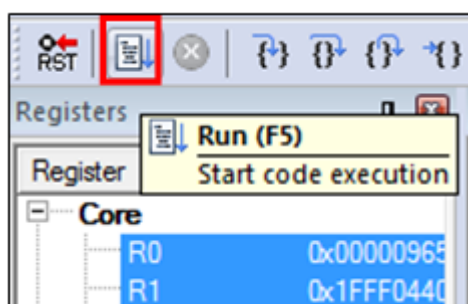 RST
{} {} {} {}
Registers
Run (F5)
Start code execution
Register
Core
R0 0x00000965
R1 0x1FFF0440